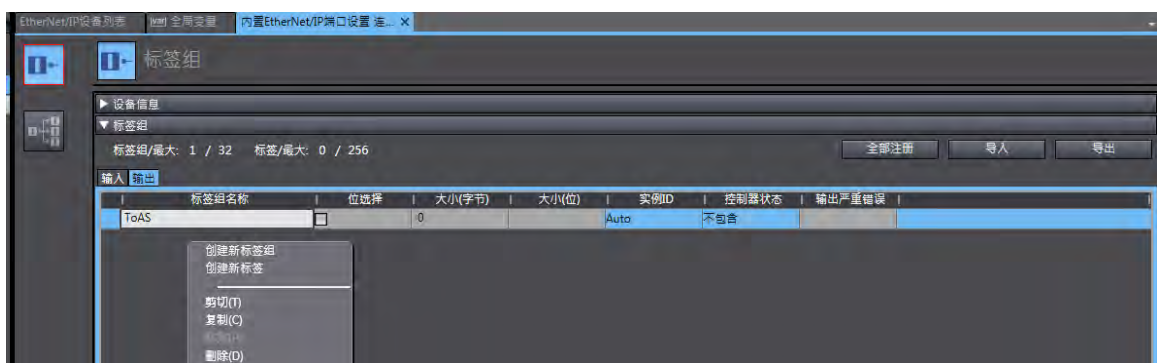 EtherNet/IP设备列表 全局变量 内置EtherNet/IP端口设置 连...
标签组
设备信息
标签组
标签组/最大: 1 / 32 标签/最大: 0 / 256 全部注册 导入 导出
输入 输出
标签组名称 位选择 大小(字节) 大小(位) 实例ID 控制器状态 输出严重错误
ToAS 0 Auto 不包含
创建新标签组
创建新标签
剪切(T)
复制(C)
删除(D)